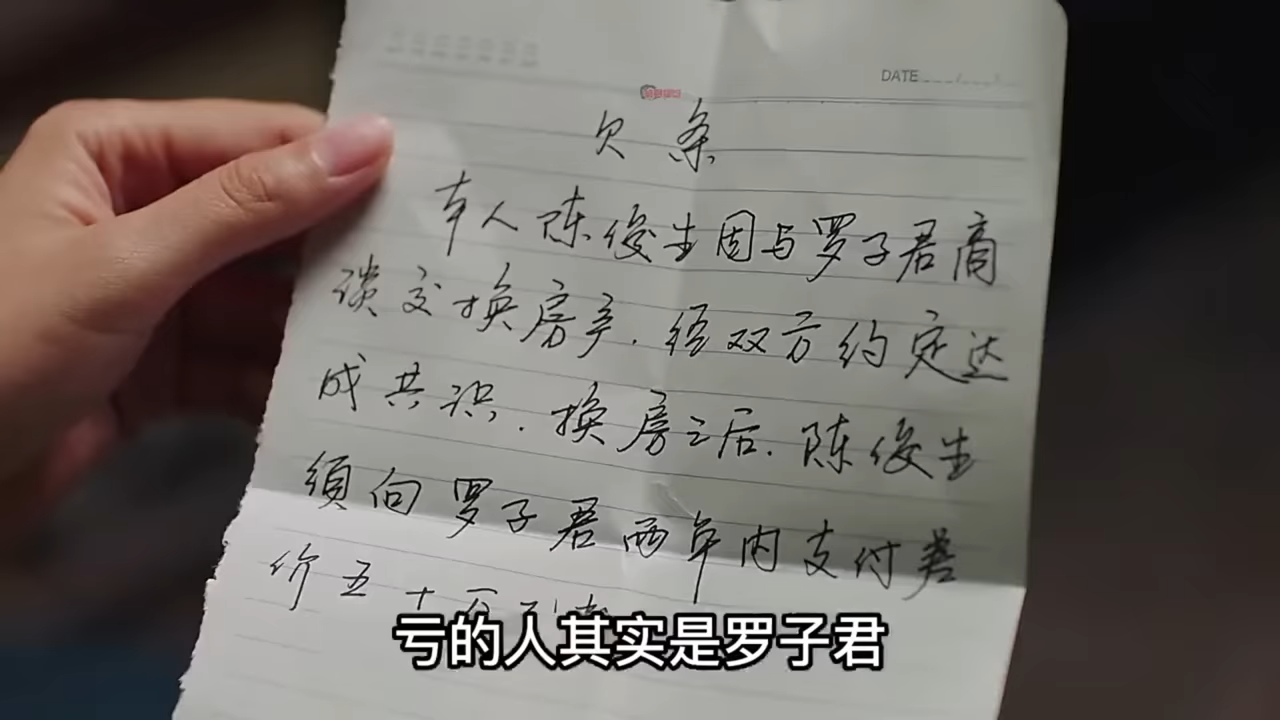 DATE
欠条
本人陈俊生因与罗子君商
谈交换房产.经双方约定达
成共识.换房之后.陈俊生
须向罗子君两年内支付差
价五十万
亏的人其实是罗子君